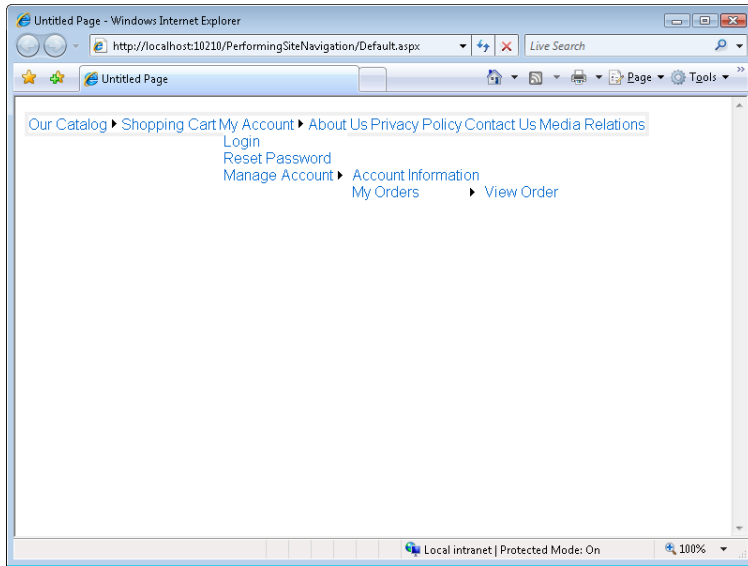 Untitled Page - Windows Internet Explorer
http://localhost:10210/PerformingSiteNavigation/Default.aspx
Live Search
Untitled Page
Page
Tools
Our Catalog Shopping Cart My Account About Us Privacy Policy Contact Us Media Relations
Login
Reset Password
Manage Account Account Information
My Orders View Order
Local intranet | Protected Mode: On
100%